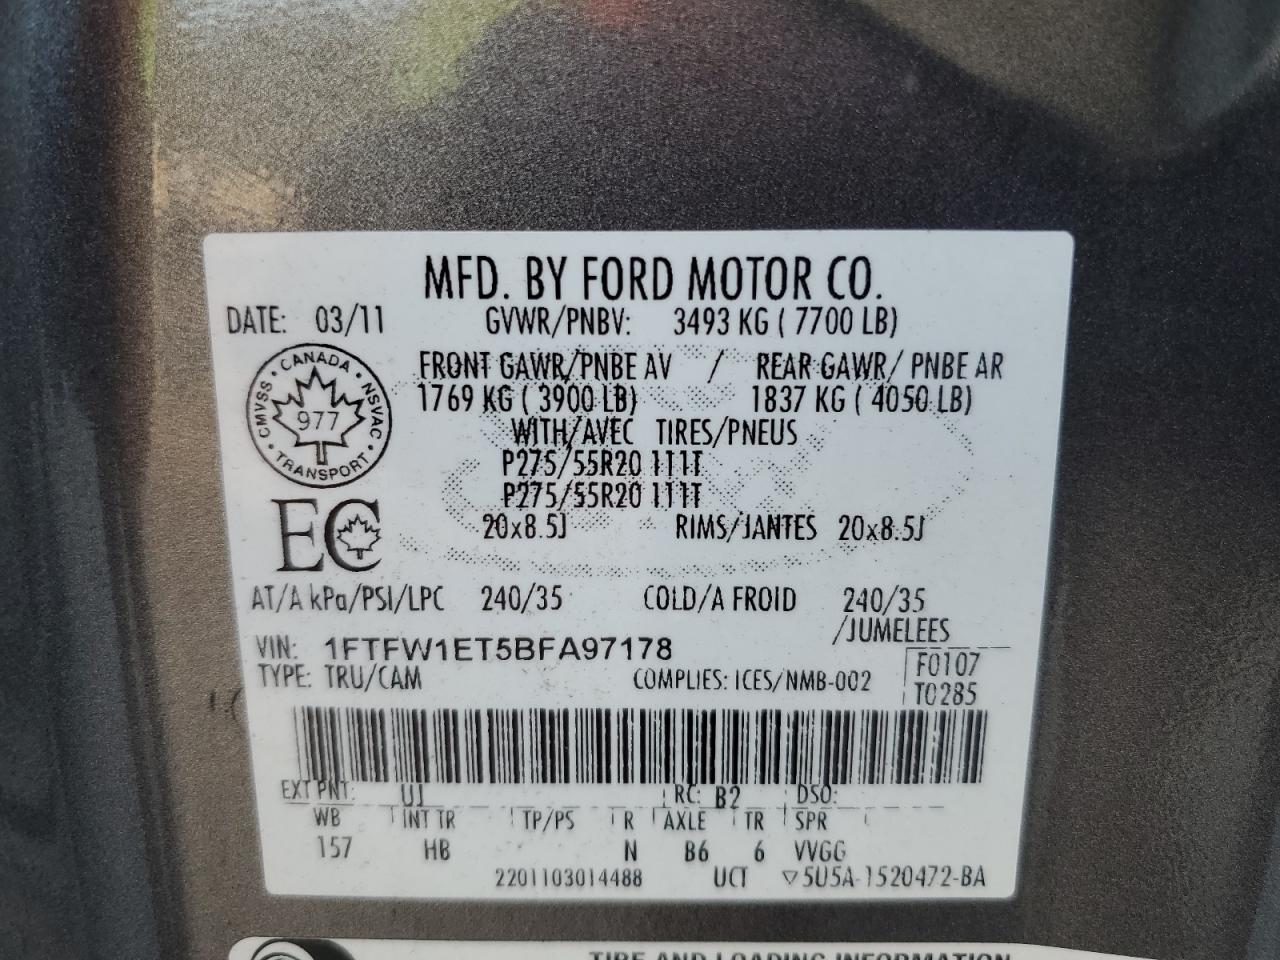 MFD. BY FORD MOTOR CO.
DATE: 03/11 GVWR/PNBV: 3493 KG ( 7700 LB)
FRONT GAWR/PNBE AV / REAR GAWR/ PNBE AR
1769 KG ( 3900 LB) 1837 KG ( 4050 LB)
WITH/AVEC TIRES/PNEUS
P275/55R20 111T
P275/55R20 111T
20x8.5J RIMS/JANTES 20x8.5J
CANADA
CMVSS NSVAC
977
TRANSPORT
EC
AT/A kPa/PSI/LPC 240/35 COLD/A FROID 240/35
/JUMELEES
VIN: 1FTFW1ET5BFA97178 F0107
TYPE: TRU/CAM COMPLIES: ICES/NMB-002 T0285
EXT PNT: UJ RC: B2 DSO:
WB INT TR TP/PS R AXLE TR SPR
157 HB N B6 6 VVGG
2201103014488 UCT ▽5U5A-1520472-BA
TIRE AND LOADING INFORMATION